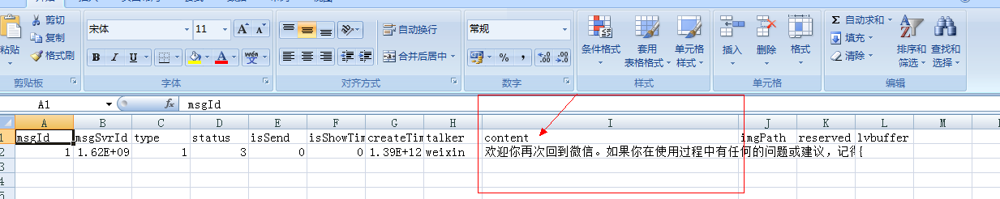 剪切
复制
格式刷
粘贴
剪贴板
宋体 11 A A
B I U A 文 wén
字体
自动换行
合并后居中
对齐方式
常规
% , .0 .00 .00 .0
数字
条件格式 套用 表格格式 单元格 样式
样式
插入 删除 格式
单元格
Σ 自动求和
填充
清除
排序和 筛选 查找和 选择
编辑
A1 fx msgId
A B C D E F G H I J K L M
1 msgId msgSvrId type status isSend isShowTim createTim talker content imgPath reserved lvbuffer
2 1 1.62E+09 1 3 0 0 1.39E+12 weixin 欢迎你再次回到微信。如果你在使用过程中有任何的问题或建议，记得 {
3
4